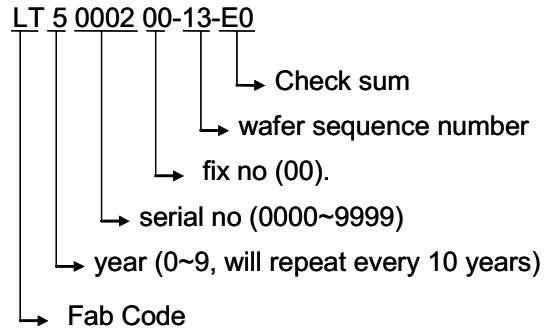 LT 5 0002 00-13-E0
Check sum
wafer sequence number
fix no (00).
serial no (0000~9999)
year (0~9, will repeat every 10 years)
Fab Code